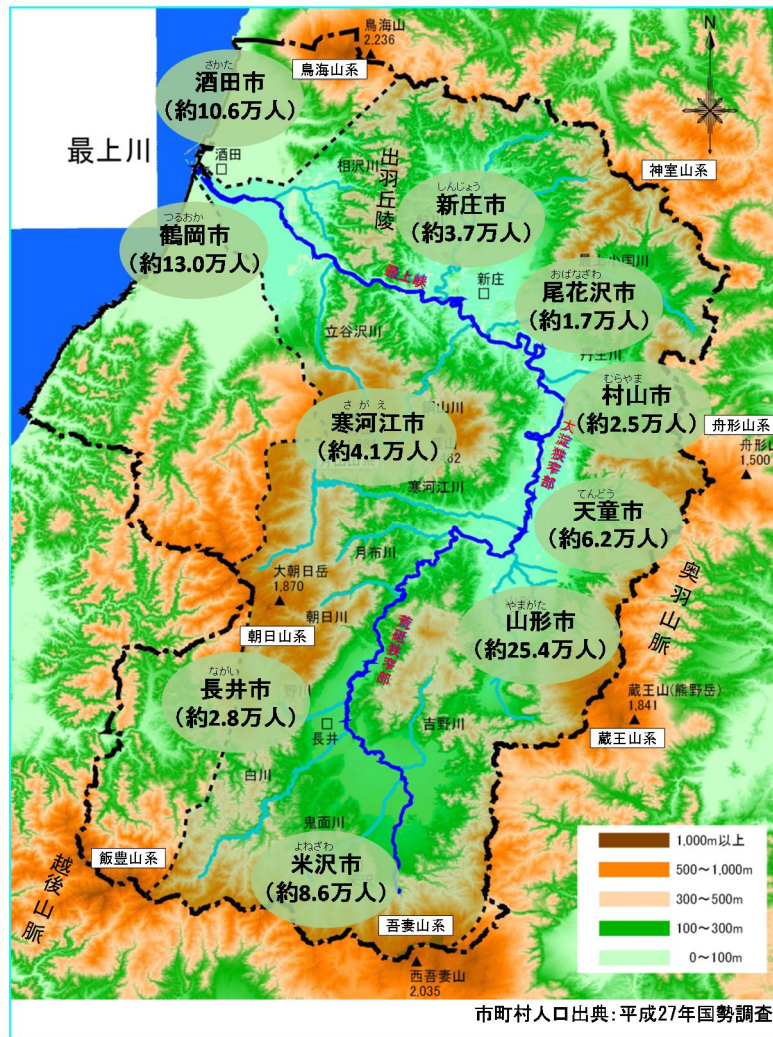 鳥海山
2,236
鳥海山系
N
さかた
酒田市
(約10.6万人)
最上川
酒田
相沢川
出羽丘陵
神室山系
しんじょう
新庄市
(約3.7万人)
つるおか
鶴岡市
(約13.0万人)
最上峡
新庄
最上小国川
おばなざわ
尾花沢市
(約1.7万人)
立谷沢川
丹生川
むらやま
村山市
(約2.5万人)
さがえ
寒河江市
(約4.1万人)
大淀狭窄部
舟形山系
舟形山
1,500
寒河江川
てんどう
天童市
(約6.2万人)
月布川
大朝日岳
1,870
朝日川
朝日山系
奥羽山脈
やまがた
山形市
(約25.4万人)
荒砥狭窄部
ながい
長井市
(約2.8万人)
野川
長井
吉野川
蔵王山(熊野岳)
1,841
蔵王山系
白川
鬼面川
よねざわ
米沢市
(約8.6万人)
飯豊山系
越後山脈
吾妻山系
西吾妻山
2,035
1,000m以上
500～1,000m
300～500m
100～300m
0～100m
市町村人口出典:平成27年国勢調査